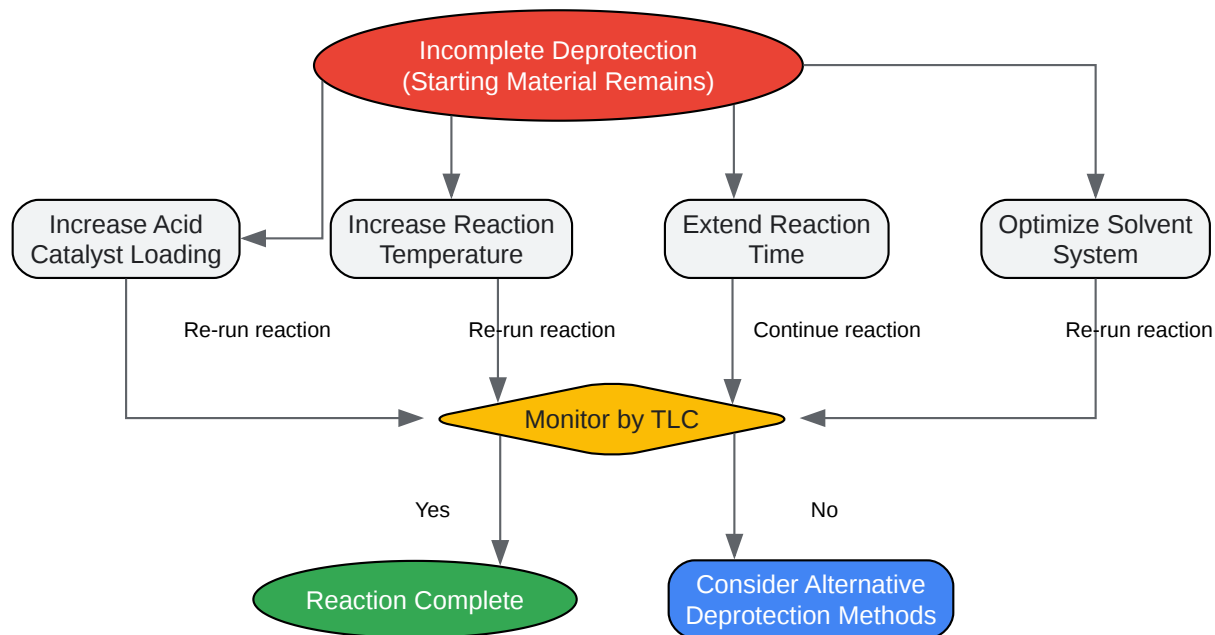 Incomplete Deprotection
(Starting Material Remains)
Increase Acid
Catalyst Loading
Increase Reaction
Temperature
Extend Reaction
Time
Optimize Solvent
System
Re-run reaction
Re-run reaction
Continue reaction
Re-run reaction
Monitor by TLC
Yes
No
Reaction Complete
Consider Alternative
Deprotection Methods